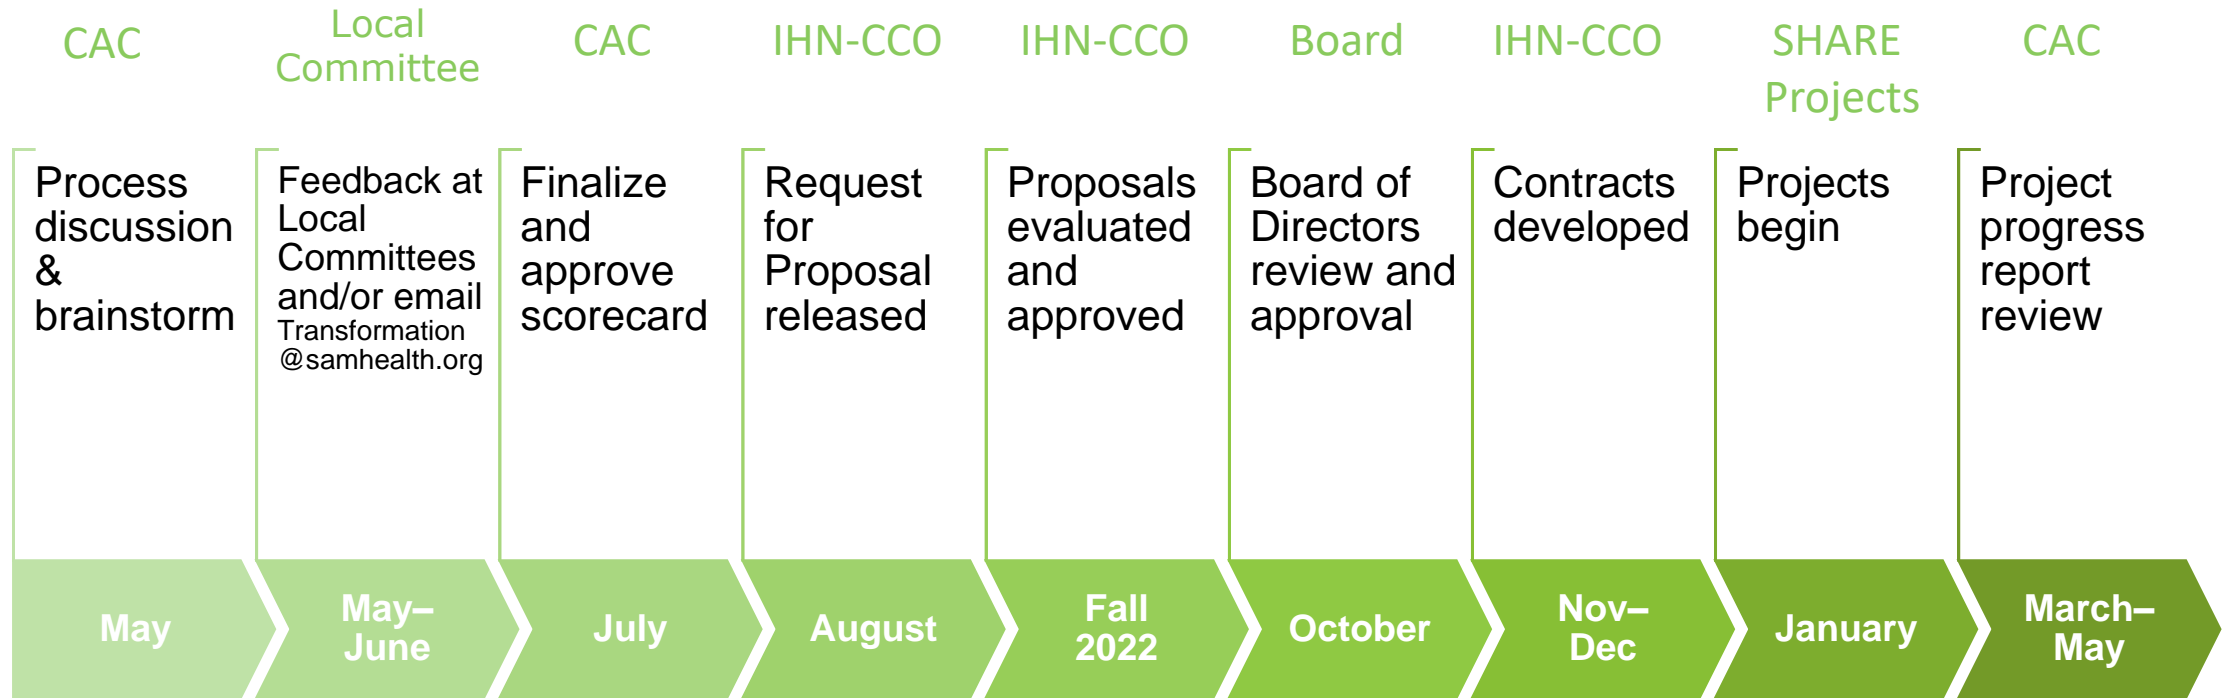 CAC
Local
Committee
CAC
IHN-CCO
IHN-CCO
Board
IHN-CCO
SHARE
Projects
CAC
Process
discussion
&
brainstorm
Feedback at
Local
Committees
and/or email
Transformation
@samhealth.org
Finalize
and
approve
scorecard
Request
for
Proposal
released
Proposals
evaluated
and
approved
Board of
Directors
review and
approval
Contracts
developed
Projects
begin
Project
progress
report
review
May
May–
June
July
August
Fall
2022
October
Nov–
Dec
January
March–
May